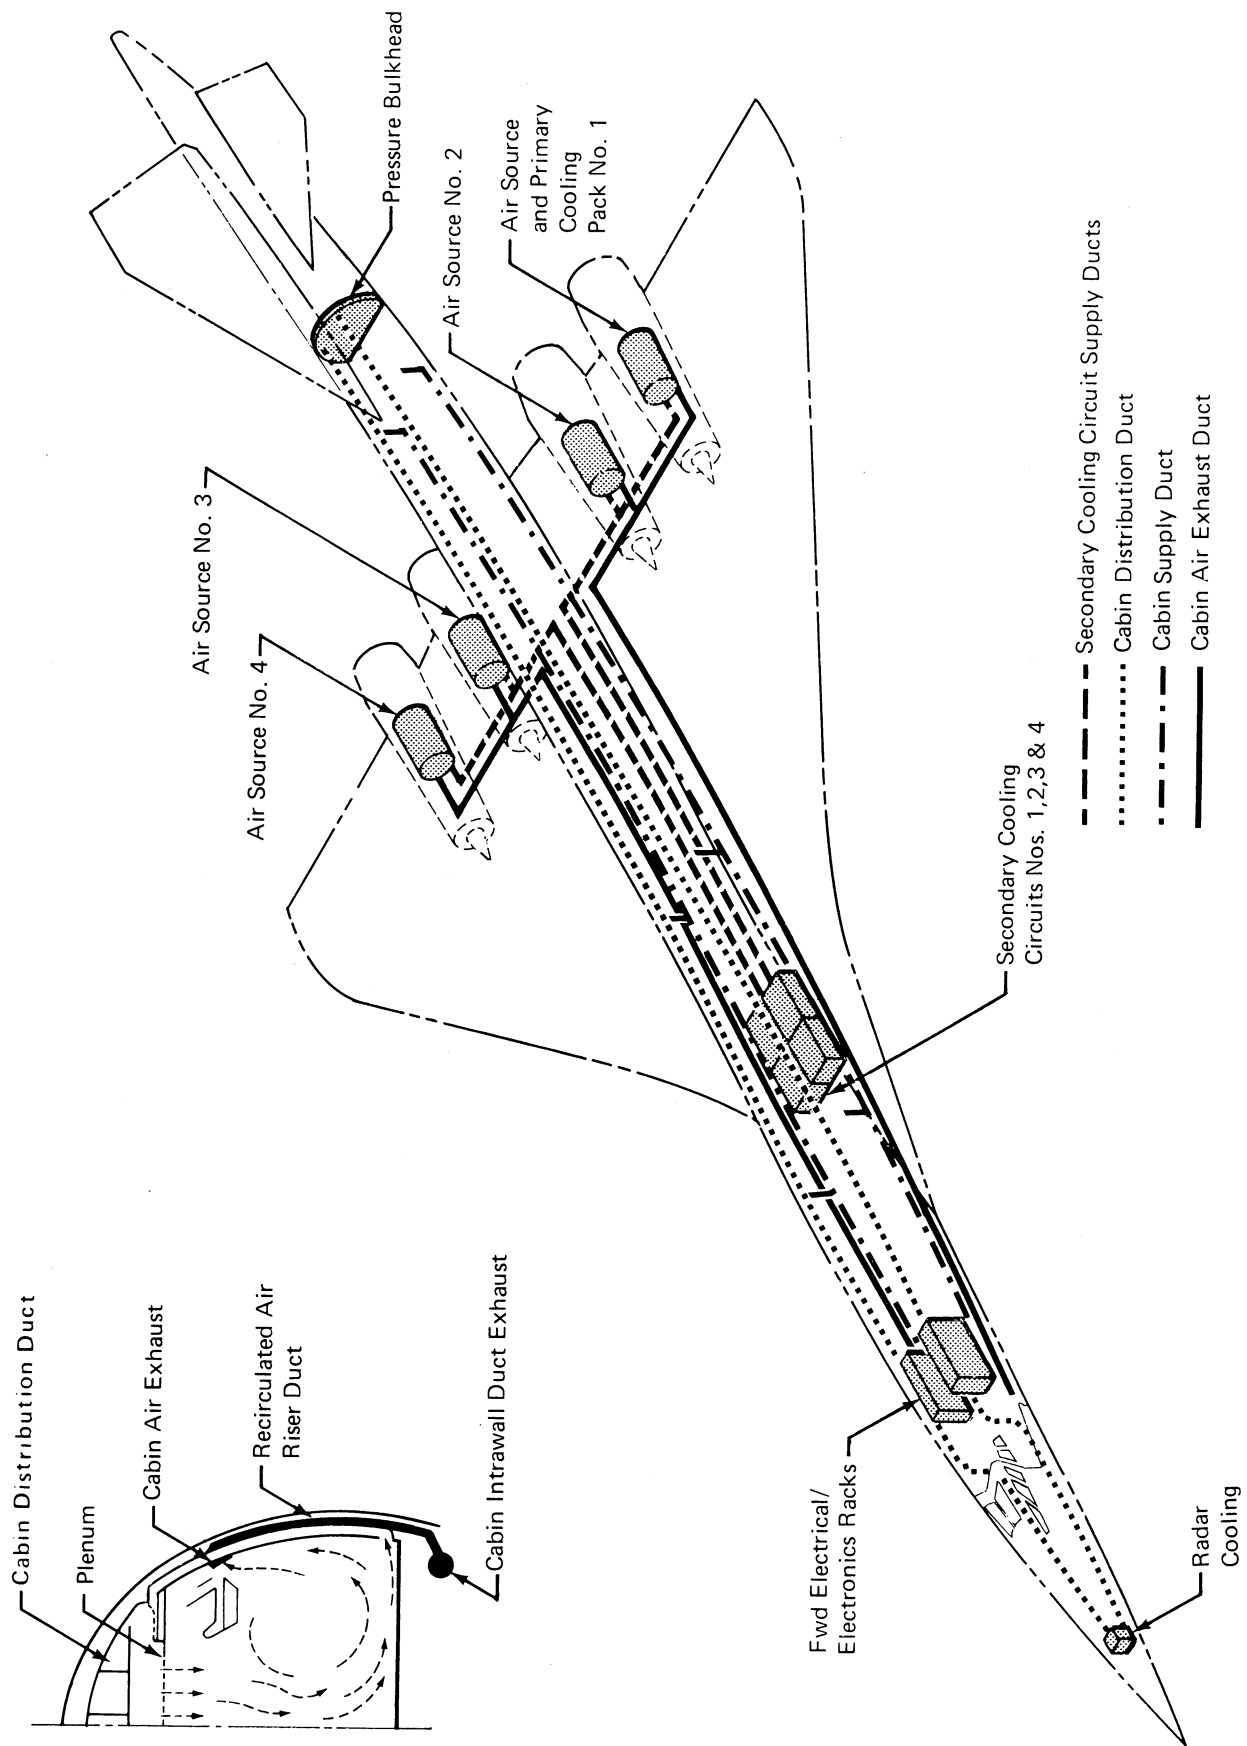 Cabin Distribution Duct
Plenum
Cabin Air Exhaust
Recirculated Air
Riser Duct
Cabin Intrawall Duct Exhaust
Air Source No. 4
Air Source No. 3
Pressure Bulkhead
Air Source No. 2
Air Source
and Primary
Cooling
Pack No. 1
Fwd Electrical/
Electronics Racks
Radar
Cooling
Secondary Cooling
Circuits Nos. 1,2,3 & 4
Secondary Cooling Circuit Supply Ducts
Cabin Distribution Duct
Cabin Supply Duct
Cabin Air Exhaust Duct